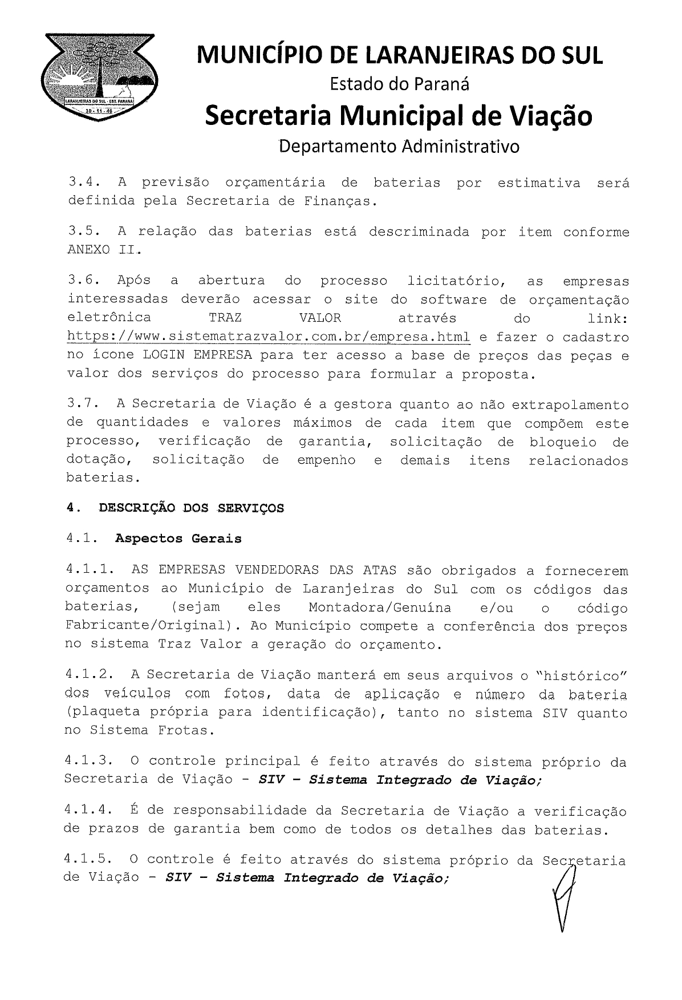 MUNICÍPIO DE LARANJEIRAS DO SUL
Estado do Paraná
Secretaria Municipal de Viação
Departamento Administrativo
LARANJEIRAS DO SUL - EST. PARANÁ
30 - 11 - 46
3.4. A previsão orçamentária de baterias por estimativa será
definida pela Secretaria de Finanças.
3.5. A relação das baterias está descriminada por item conforme
ANEXO II.
3.6. Após a abertura do processo licitatório, as empresas
interessadas deverão acessar o site do software de orçamentação
eletrônica TRAZ VALOR através do link:
https://www.sistematrazvalor.com.br/empresa.html e fazer o cadastro
no ícone LOGIN EMPRESA para ter acesso a base de preços das peças e
valor dos serviços do processo para formular a proposta.
3.7. A Secretaria de Viação é a gestora quanto ao não extrapolamento
de quantidades e valores máximos de cada item que compõem este
processo, verificação de garantia, solicitação de bloqueio de
dotação, solicitação de empenho e demais itens relacionados
baterias.
4. DESCRIÇÃO DOS SERVIÇOS
4.1. Aspectos Gerais
4.1.1. AS EMPRESAS VENDEDORAS DAS ATAS são obrigados a fornecerem
orçamentos ao Município de Laranjeiras do Sul com os códigos das
baterias, (sejam eles Montadora/Genuína e/ou o código
Fabricante/Original). Ao Município compete a conferência dos preços
no sistema Traz Valor a geração do orçamento.
4.1.2. A Secretaria de Viação manterá em seus arquivos o "histórico"
dos veículos com fotos, data de aplicação e número da bateria
(plaqueta própria para identificação), tanto no sistema SIV quanto
no Sistema Frotas.
4.1.3. O controle principal é feito através do sistema próprio da
Secretaria de Viação - SIV – Sistema Integrado de Viação;
4.1.4. É de responsabilidade da Secretaria de Viação a verificação
de prazos de garantia bem como de todos os detalhes das baterias.
4.1.5. O controle é feito através do sistema próprio da Secretaria
de Viação - SIV – Sistema Integrado de Viação;